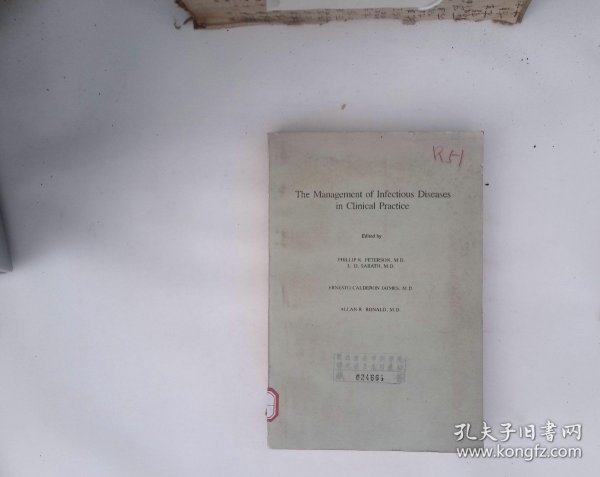 R51
The Management of Infectious Diseases
in Clinical Practice
Edited by
PHILLIP K. PETERSON, M.D.
L. D. SABATH, M.D.
ERNESTO CALDERON JAIMES, M.D.
ALLAN R. RONALD, M.D.
024664
孔夫子旧书网
www.kongfz.com